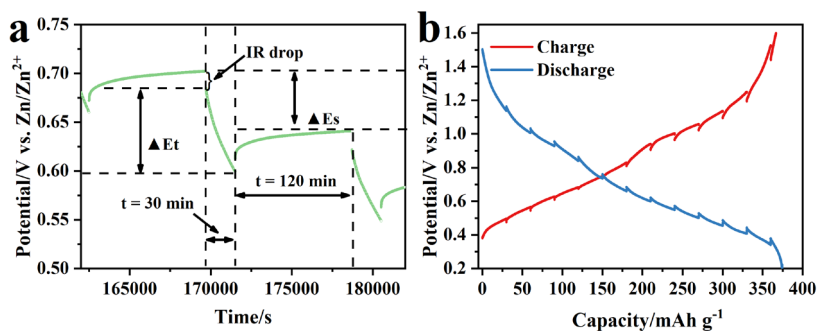 a
Potential/V vs. Zn/Zn²⁺
0.75
0.70
0.65
0.60
0.55
0.50
IR drop
▲Et
▲Es
t = 30 min
t = 120 min
165000 170000 175000 180000
Time/s
b
Potential/V vs. Zn/Zn²⁺
1.6
1.4
1.2
1.0
0.8
0.6
0.4
0.2
Charge
Discharge
0 50 100 150 200 250 300 350 400
Capacity/mAh g⁻¹